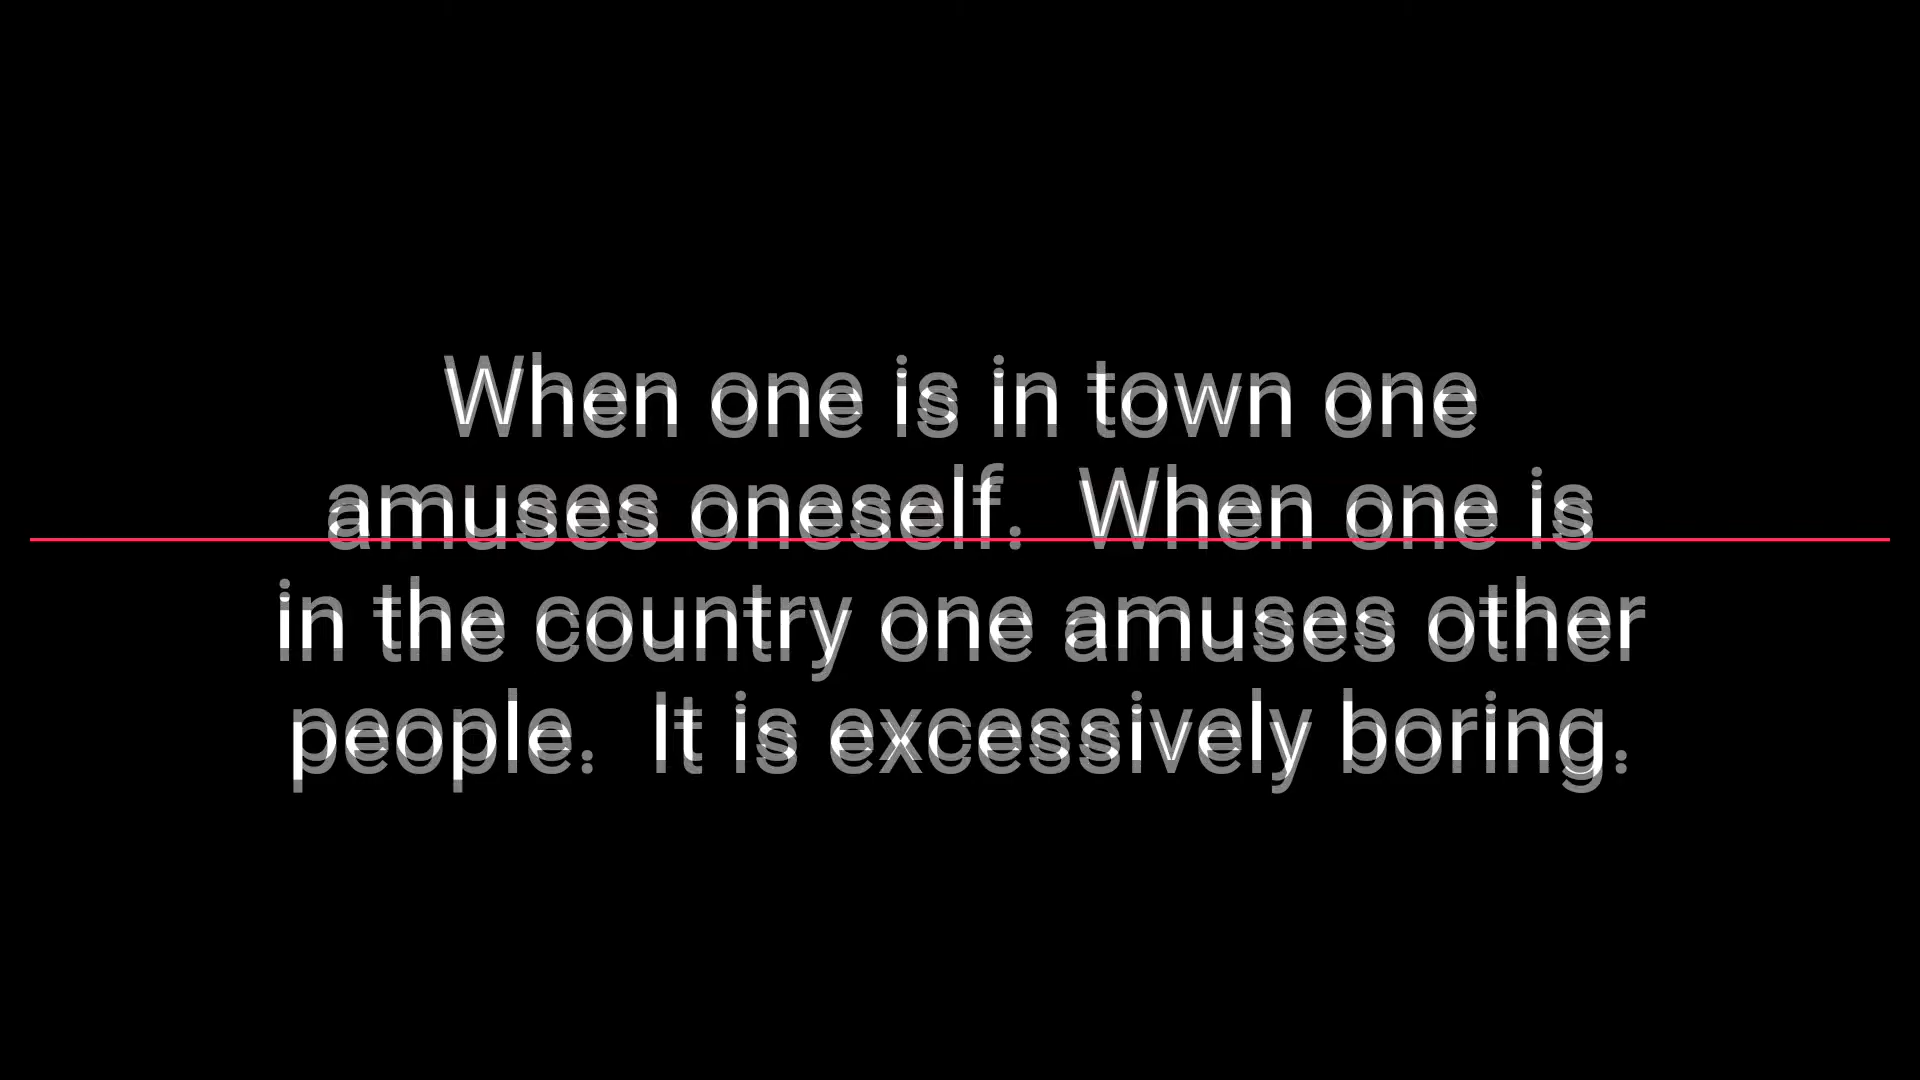 When one is in town one
amuses oneself. When one is
in the country one amuses other
people. It is excessively boring.